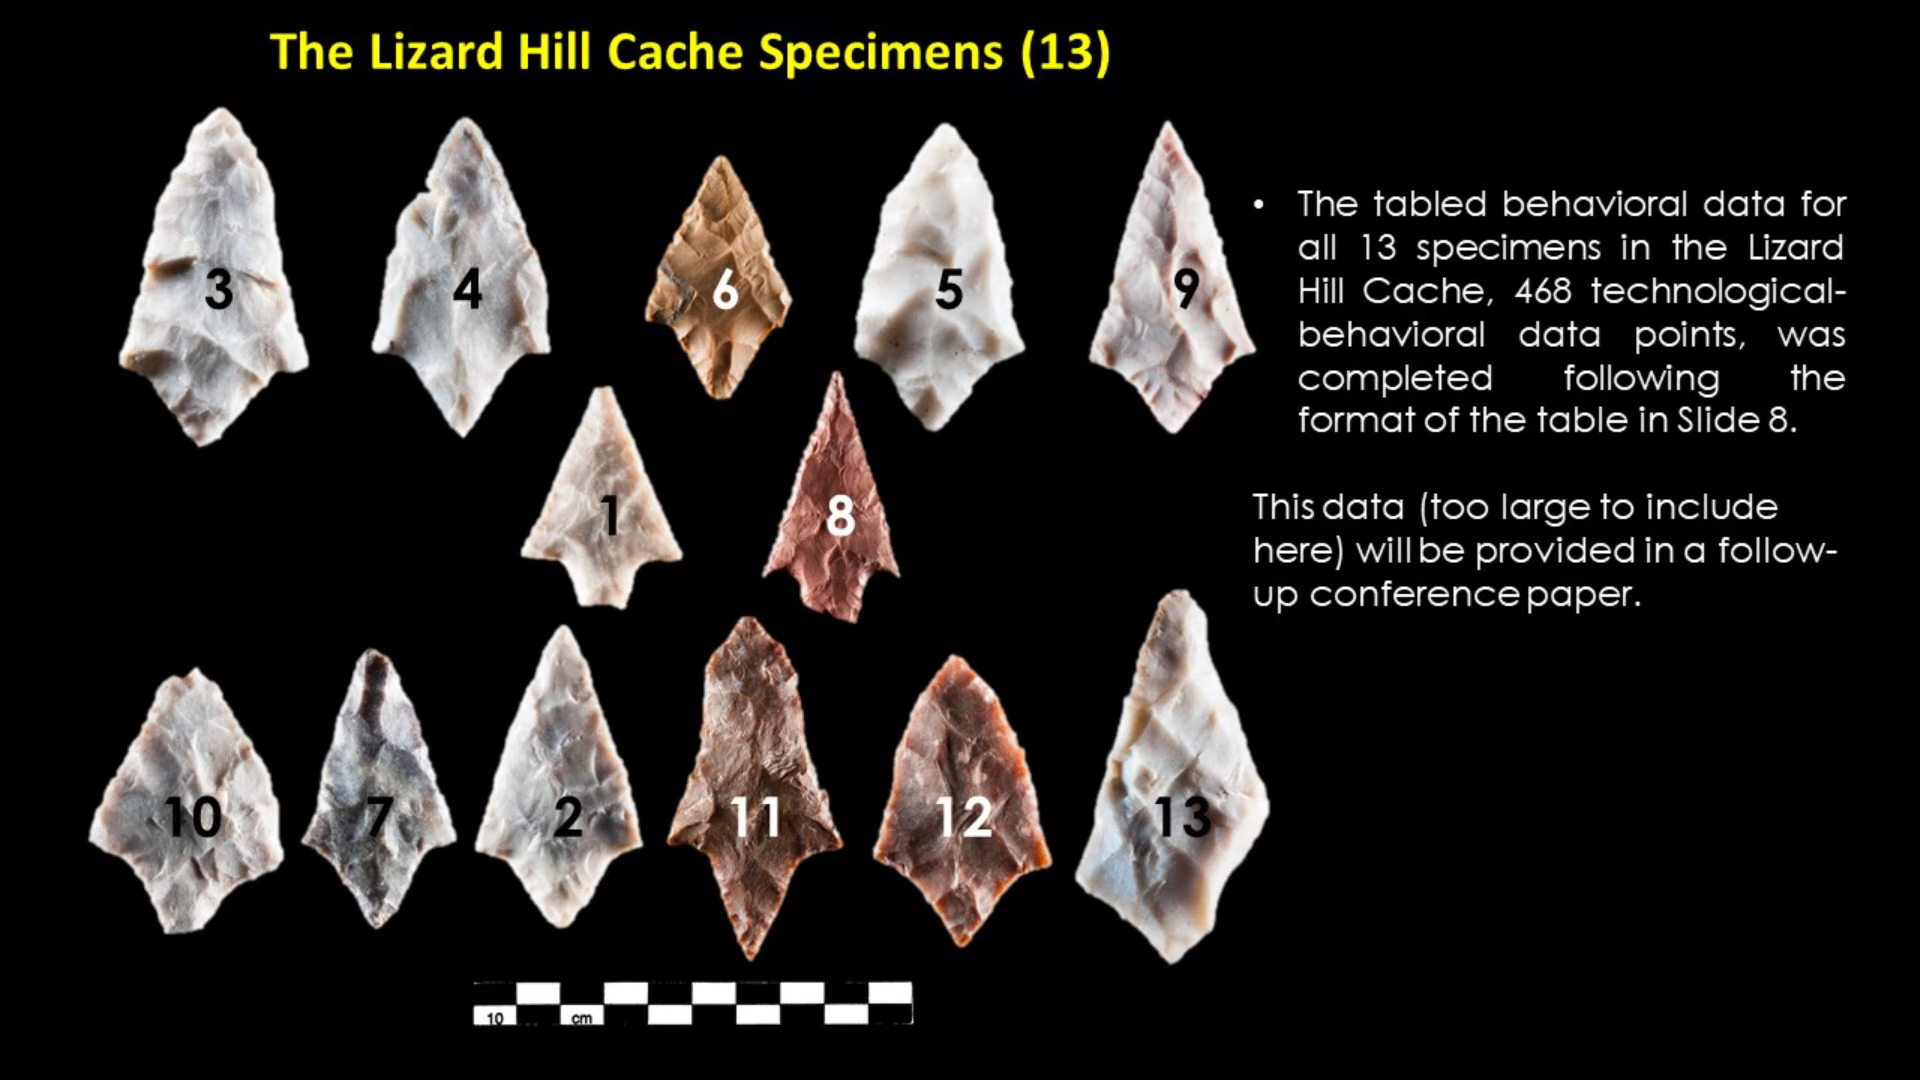 The Lizard Hill Cache Specimens (13)
3
4
6
5
9
1
8
10
7
2
11
12
13
• The tabled behavioral data for
all 13 specimens in the Lizard
Hill Cache, 468 technological-
behavioral data points, was
completed following the
format of the table in Slide 8.
This data (too large to include
here) will be provided in a follow-
up conference paper.
10 cm